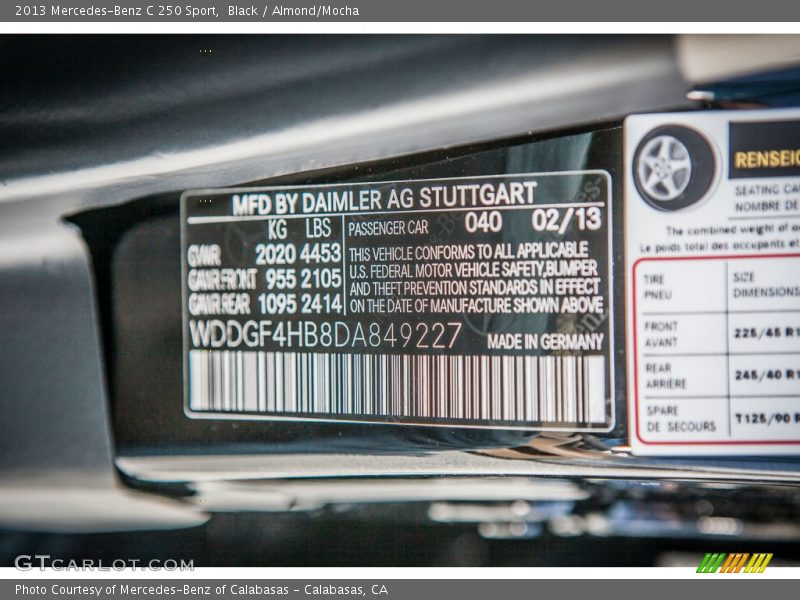 2013 Mercedes-Benz C 250 Sport, Black / Almond/Mocha
MFD BY DAIMLER AG STUTTGART
KG LBS PASSENGER CAR 040 02/13
GVWR 2020 4453
GAWR FRONT 955 2105
GAWR REAR 1095 2414
THIS VEHICLE CONFORMS TO ALL APPLICABLE
U.S. FEDERAL MOTOR VEHICLE SAFETY,BUMPER
AND THEFT PREVENTION STANDARDS IN EFFECT
ON THE DATE OF MANUFACTURE SHOWN ABOVE
WDDGF4HB8DA849227 MADE IN GERMANY
SEATING
NOMBRE DE
The combined weight of
Le poids total des occupants
TIRE SIZE
PNEU DIMENSIONS
FRONT
AVANT 225/45
REAR
ARRIÈRE 245/40
SPARE
DE SECOURS T125/90
GTCARLOT.COM
Photo Courtesy of Mercedes-Benz of Calabasas - Calabasas, CA